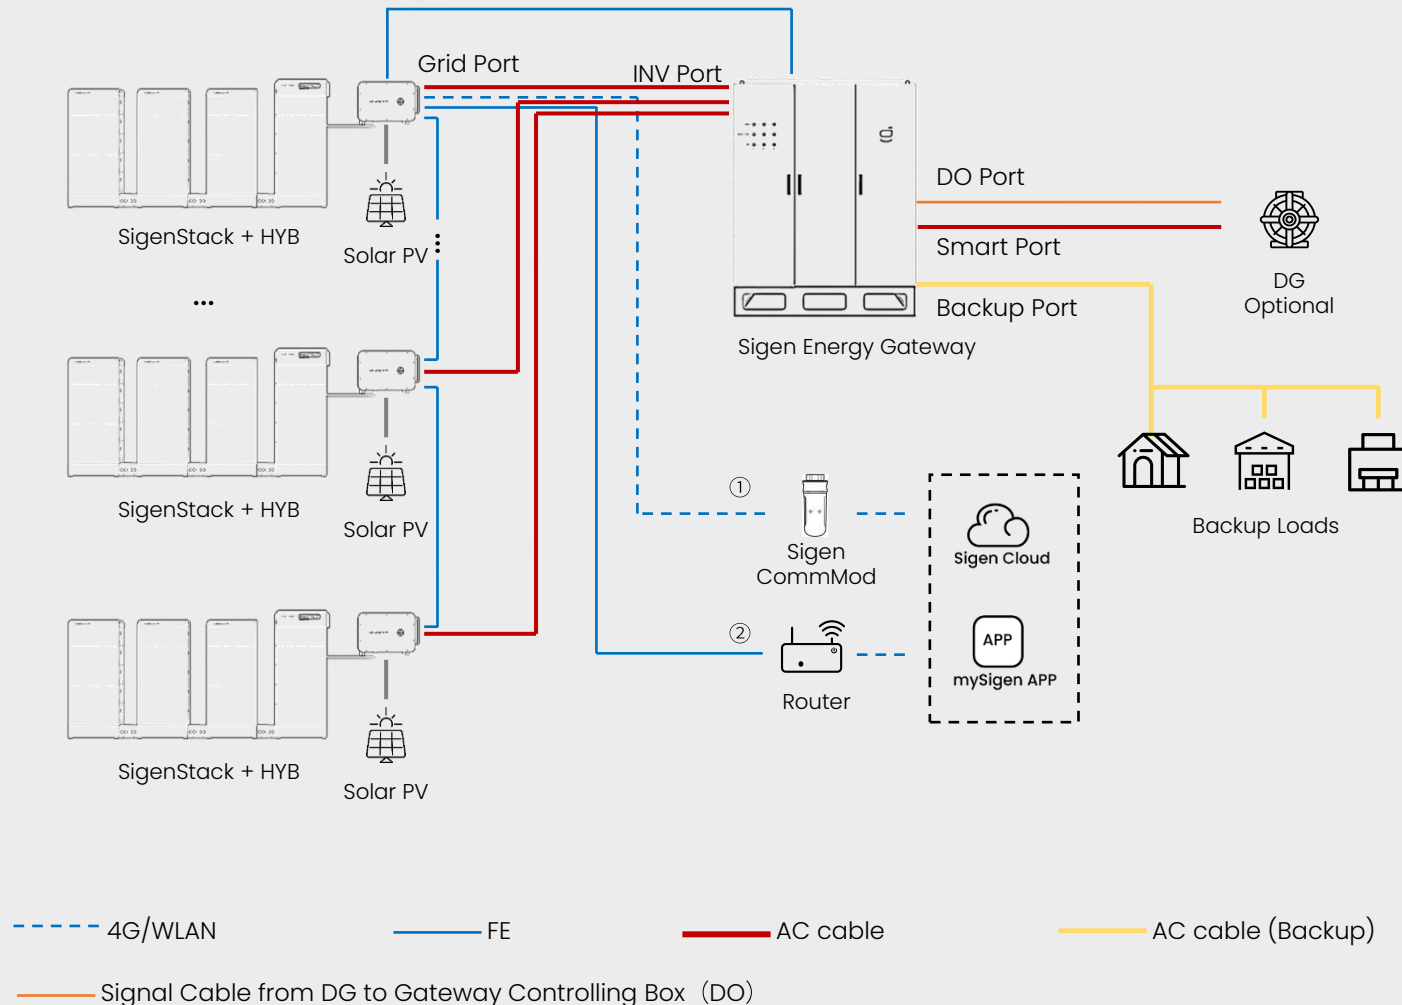 Grid Port
INV Port
DO Port
Smart Port
Backup Port
SigenStack + HYB
Solar PV
...
Sigen Energy Gateway
DG
Optional
SigenStack + HYB
Solar PV
①
Sigen
CommMod
Sigen Cloud
Backup Loads
②
Router
APP
mySigen APP
SigenStack + HYB
Solar PV
4G/WLAN
FE
AC cable
AC cable (Backup)
Signal Cable from DG to Gateway Controlling Box（DO）